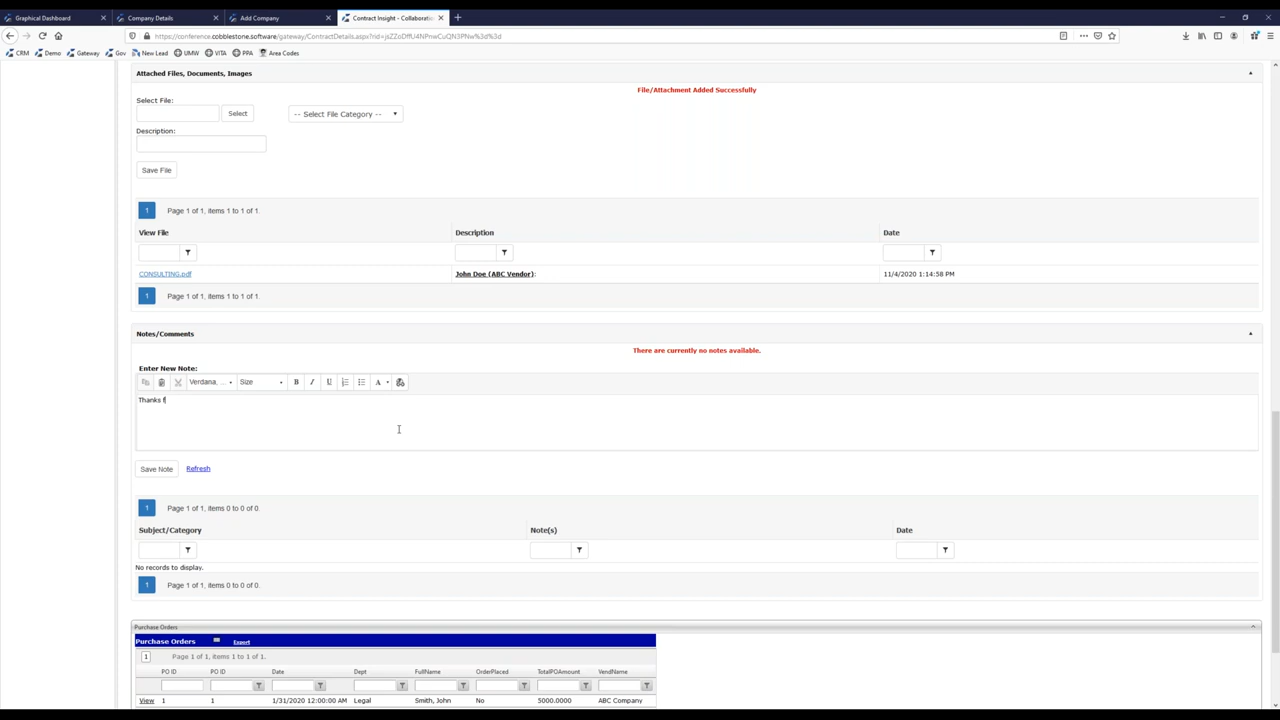 Graphical Dashboard × Company Details × Add Company × Contract Insight - Collaboratio × +
https://conference.cobblestone.software/gateway/ContractDetails.aspx?rid=
CRM Demo Gateway Gov New Lead UMW VITA PPA Area Codes
Attached Files, Documents, Images
File/Attachment Added Successfully
Select File:
Select -- Select File Category --
Description:
Save File
1 Page 1 of 1, items 1 to 1 of 1.
View File Description Date
CONSULTING.pdf John Doe (ABC Vendor): 11/4/2020 1:14:58 PM
1 Page 1 of 1, items 1 to 1 of 1.
Notes/Comments
There are currently no notes available.
Enter New Note:
Verdana, ... Size B I U A
Thanks f
Save Note Refresh
1 Page 1 of 1, items 0 to 0 of 0.
Subject/Category Note(s) Date
No records to display.
1 Page 1 of 1, items 0 to 0 of 0.
Purchase Orders
Purchase Orders Export
1 Page 1 of 1, items 1 to 1 of 1.
PO ID PO ID Date Dept FullName OrderPlaced TotalPOAmount VendName
View 1 1 1/31/2020 12:00:00 AM Legal Smith, John No 5000.0000 ABC Company